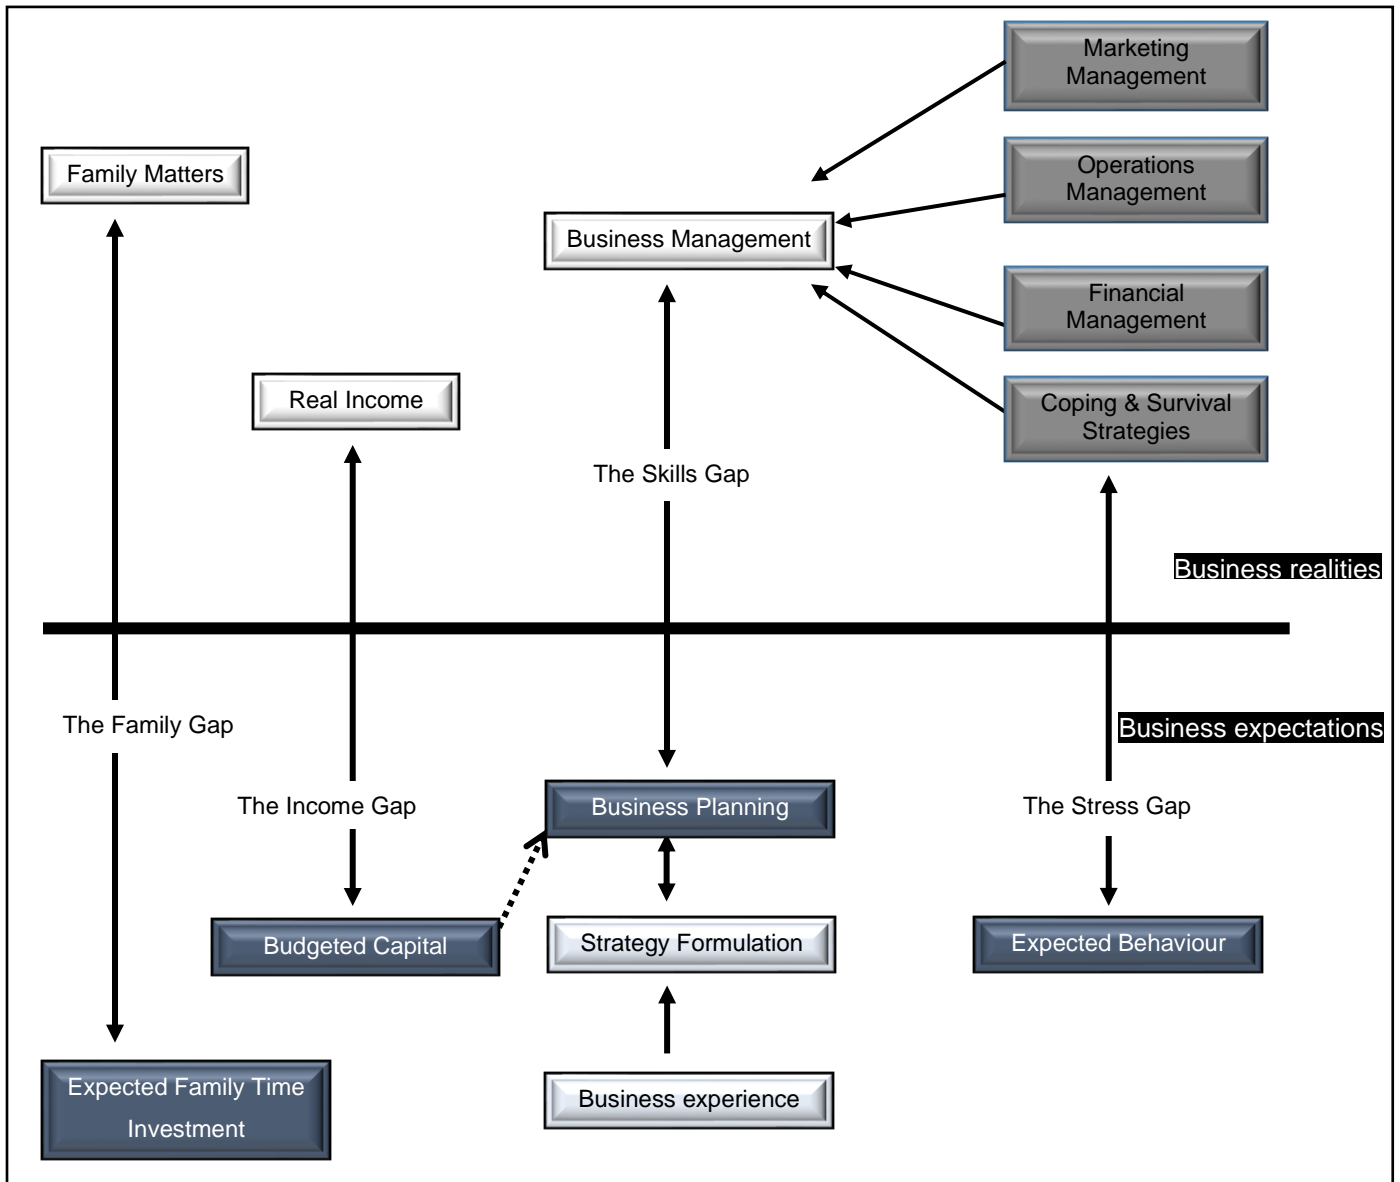 Marketing
Management
Family Matters
Operations
Management
Business Management
Financial
Management
Real Income
Coping & Survival
Strategies
The Skills Gap
Business realities
The Family Gap
Business expectations
The Income Gap
Business Planning
The Stress Gap
Budgeted Capital
Strategy Formulation
Expected Behaviour
Expected Family Time
Investment
Business experience